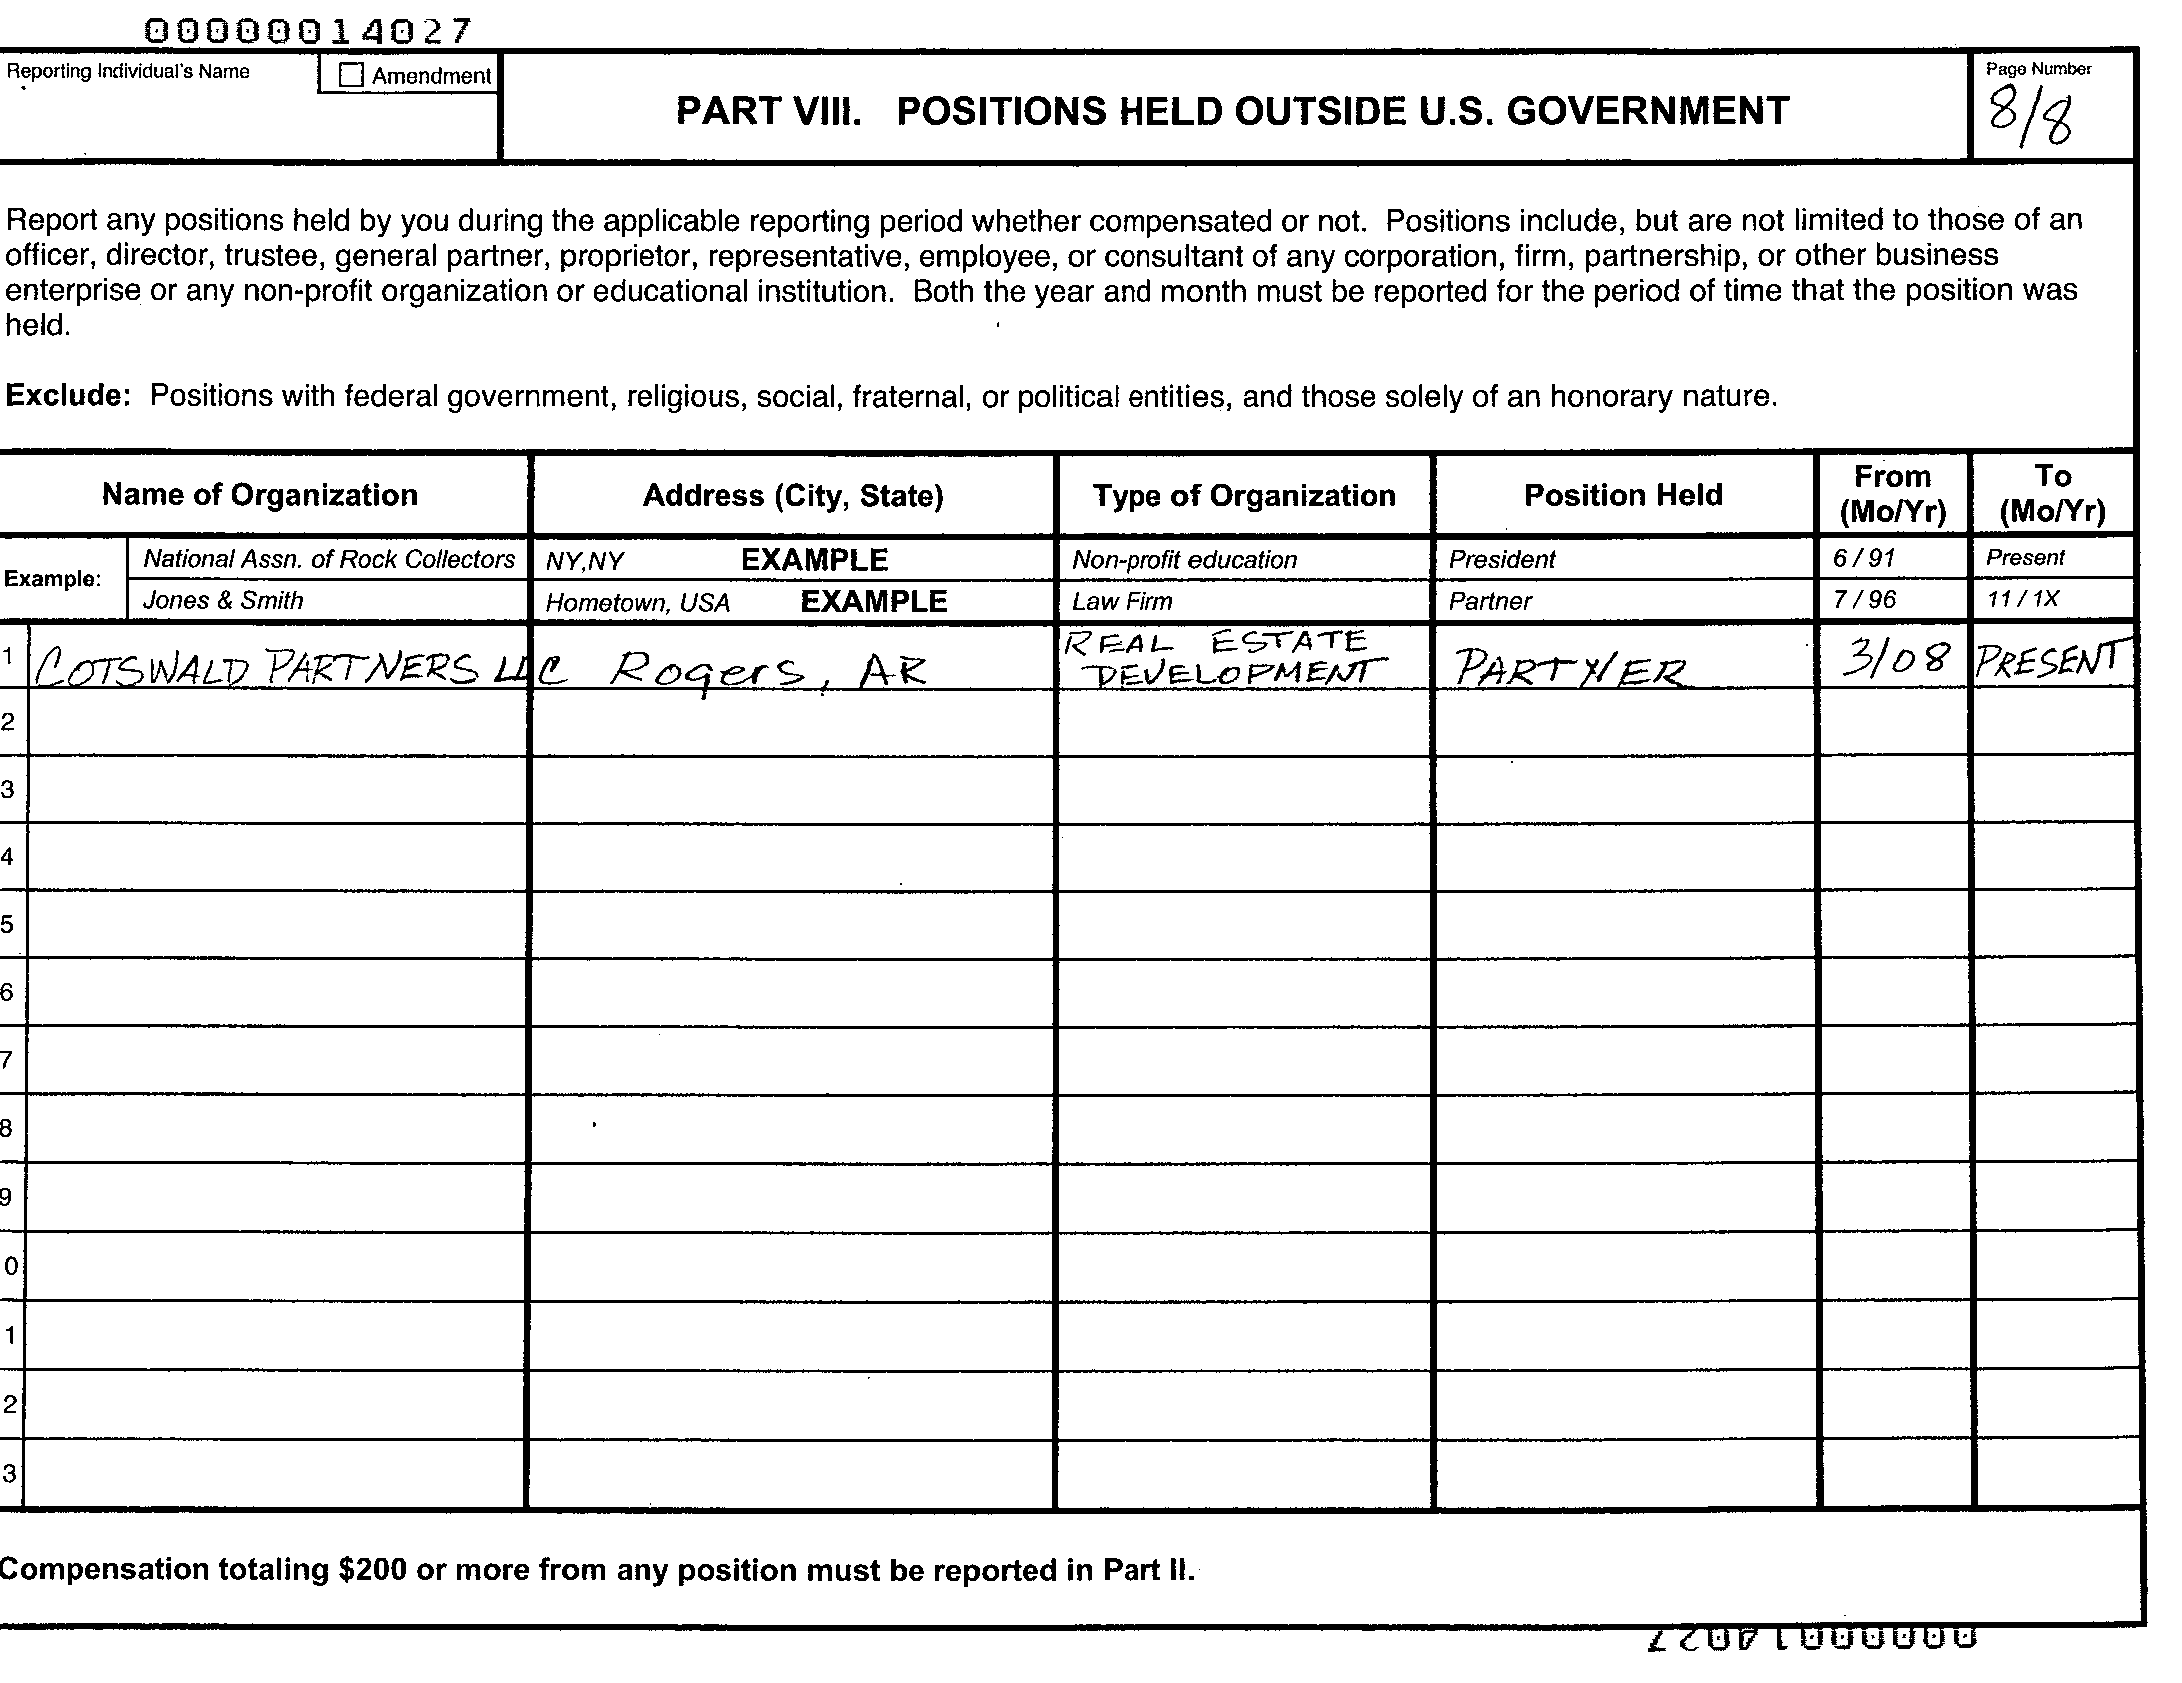 00000014027
Reporting Individual's Name
Amendment
PART VIII. POSITIONS HELD OUTSIDE U.S. GOVERNMENT
Page Number
8/8
Report any positions held by you during the applicable reporting period whether compensated or not. Positions include, but are not limited to those of an
officer, director, trustee, general partner, proprietor, representative, employee, or consultant of any corporation, firm, partnership, or other business
enterprise or any non-profit organization or educational institution. Both the year and month must be reported for the period of time that the position was
held.
Exclude: Positions with federal government, religious, social, fraternal, or political entities, and those solely of an honorary nature.
Name of Organization Address (City, State) Type of Organization Position Held From (Mo/Yr) To (Mo/Yr)
Example:
National Assn. of Rock Collectors NY,NY EXAMPLE Non-profit education President 6 / 91 Present
Jones & Smith Hometown, USA EXAMPLE Law Firm Partner 7 / 96 11 / 1X
1 COTSWALD PARTNERS LLC Rogers, AR REAL ESTATE DEVELOPMENT PARTNER 3/08 PRESENT
2
3
4
5
6
7
8
9
0
1
2
3
Compensation totaling $200 or more from any position must be reported in Part II.
00000014027